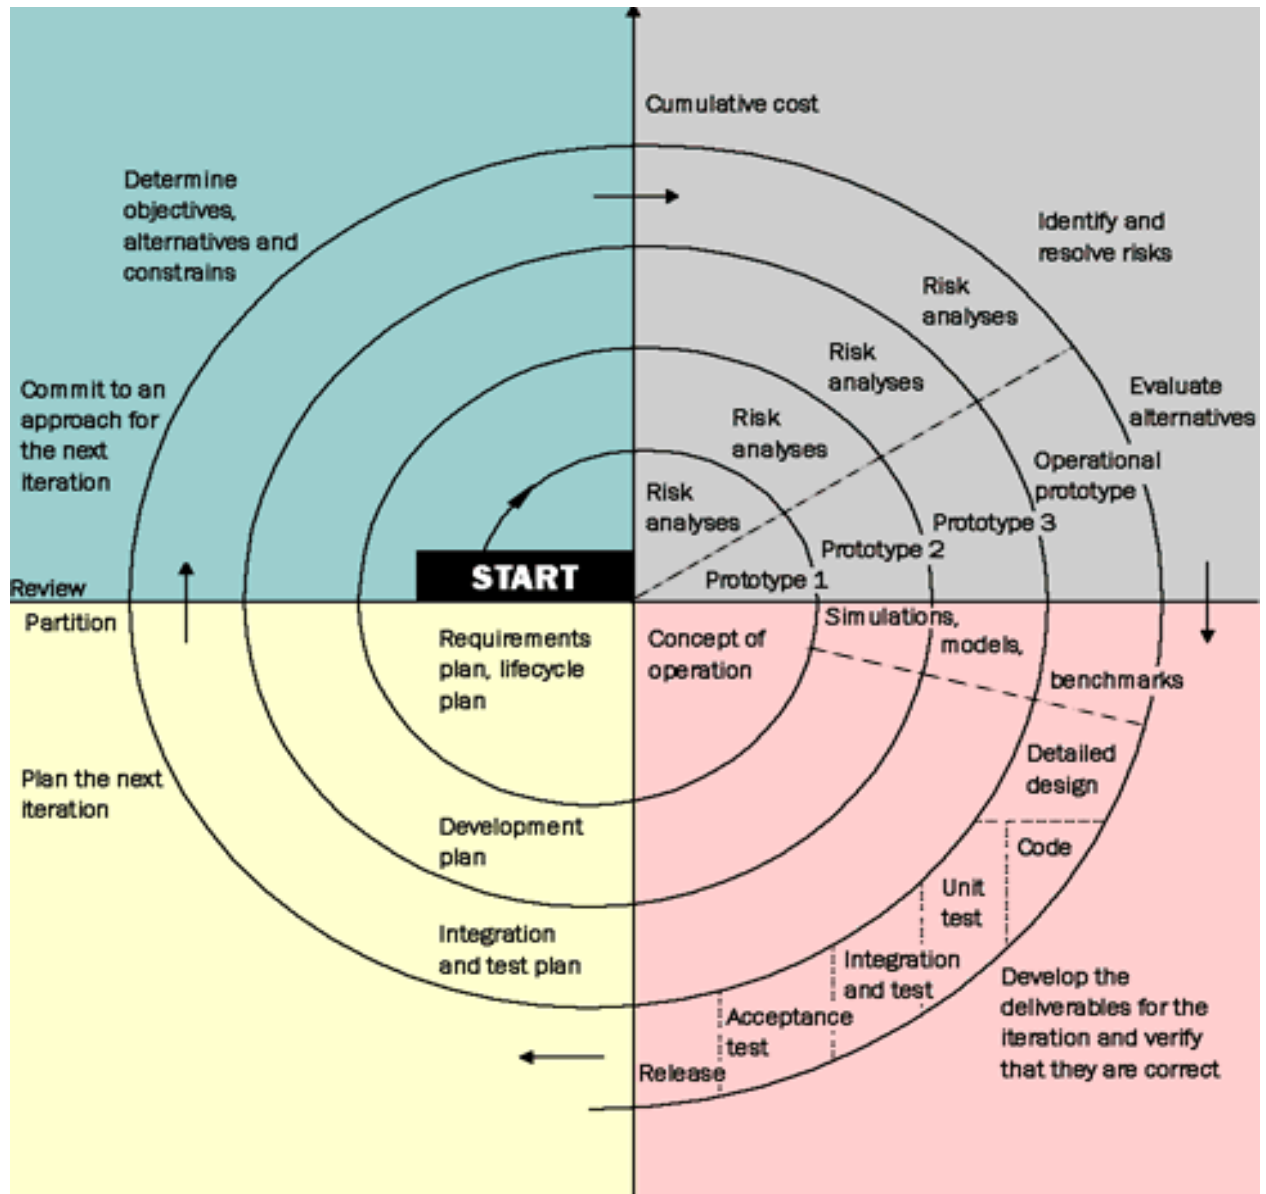 Cumulative cost
Determine
objectives,
alternatives and
constrains
Identify and
resolve risks
Risk
analyses
Risk
analyses
Commit to an
approach for
the next
iteration
Evaluate
alternatives
Risk
analyses
Operational
prototype
Risk
analyses
Prototype 3
Prototype 2
Prototype 1
START
Review
Partition
Requirements
plan, lifecycle
plan
Concept of
operation
Simulations,
models,
benchmarks
Plan the next
iteration
Detailed
design
Code
Development
plan
Unit
test
Integration
and test plan
Integration
and test
Develop the
deliverables for the
iteration and verify
that they are correct
Acceptance
test
Release